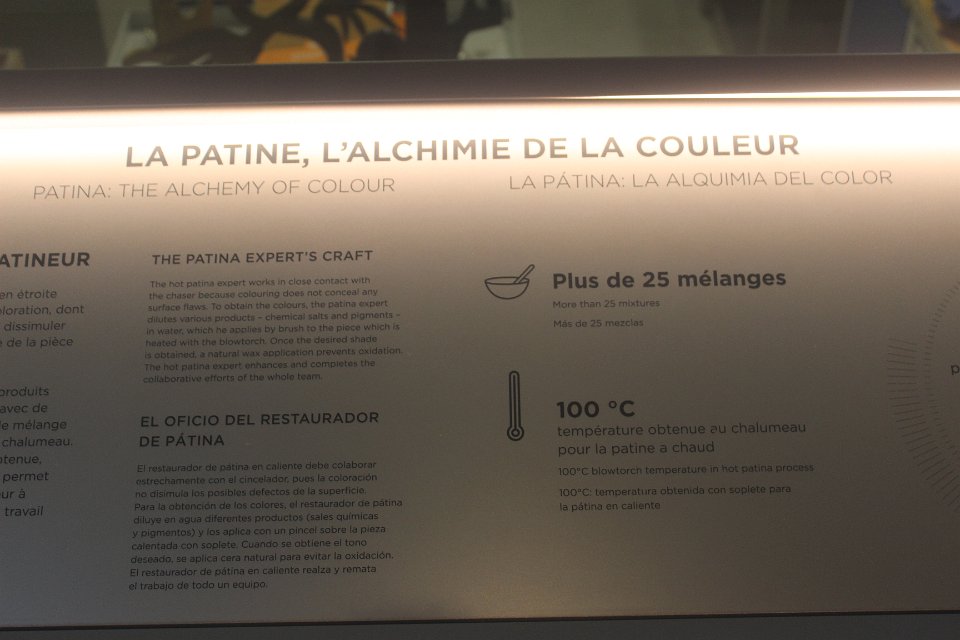 LA PATINE, L'ALCHIMIE DE LA COULEUR
PATINA: THE ALCHEMY OF COLOUR
LA PÁTINA: LA ALQUIMIA DEL COLOR
ATINEUR
en étroite
oloration, dont
dissimuler
de la pièce
produits
avec de
le mélange
chalumeau.
otenue,
permet
ur à
travail
THE PATINA EXPERT'S CRAFT
The hot patina expert works in close contact with
the chaser because colouring does not conceal any
surface flaws. To obtain the colours, the patina expert
dilutes various products – chemical salts and pigments –
in water, which he applies by brush to the piece which is
heated with the blowtorch. Once the desired shade
is obtained, a natural wax application prevents oxidation.
The hot patina expert enhances and completes the
collaborative efforts of the whole team.
EL OFICIO DEL RESTAURADOR
DE PÁTINA
El restaurador de pátina en caliente debe colaborar
estrechamente con el cincelador, pues la coloración
no disimula los posibles defectos de la superficie.
Para la obtención de los colores, el restaurador de pátina
diluye en agua diferentes productos (sales químicas
y pigmentos) y los aplica con un pincel sobre la pieza
calentada con soplete. Cuando se obtiene el tono
deseado, se aplica cera natural para evitar la oxidación.
El restaurador de pátina en caliente realza y remata
el trabajo de todo un equipo.
Plus de 25 mélanges
More than 25 mixtures
Más de 25 mezclas
100 °C
température obtenue au chalumeau
pour la patine a chaud
100°C blowtorch temperature in hot patina process
100°C: temperatura obtenida con soplete para
la pátina en caliente